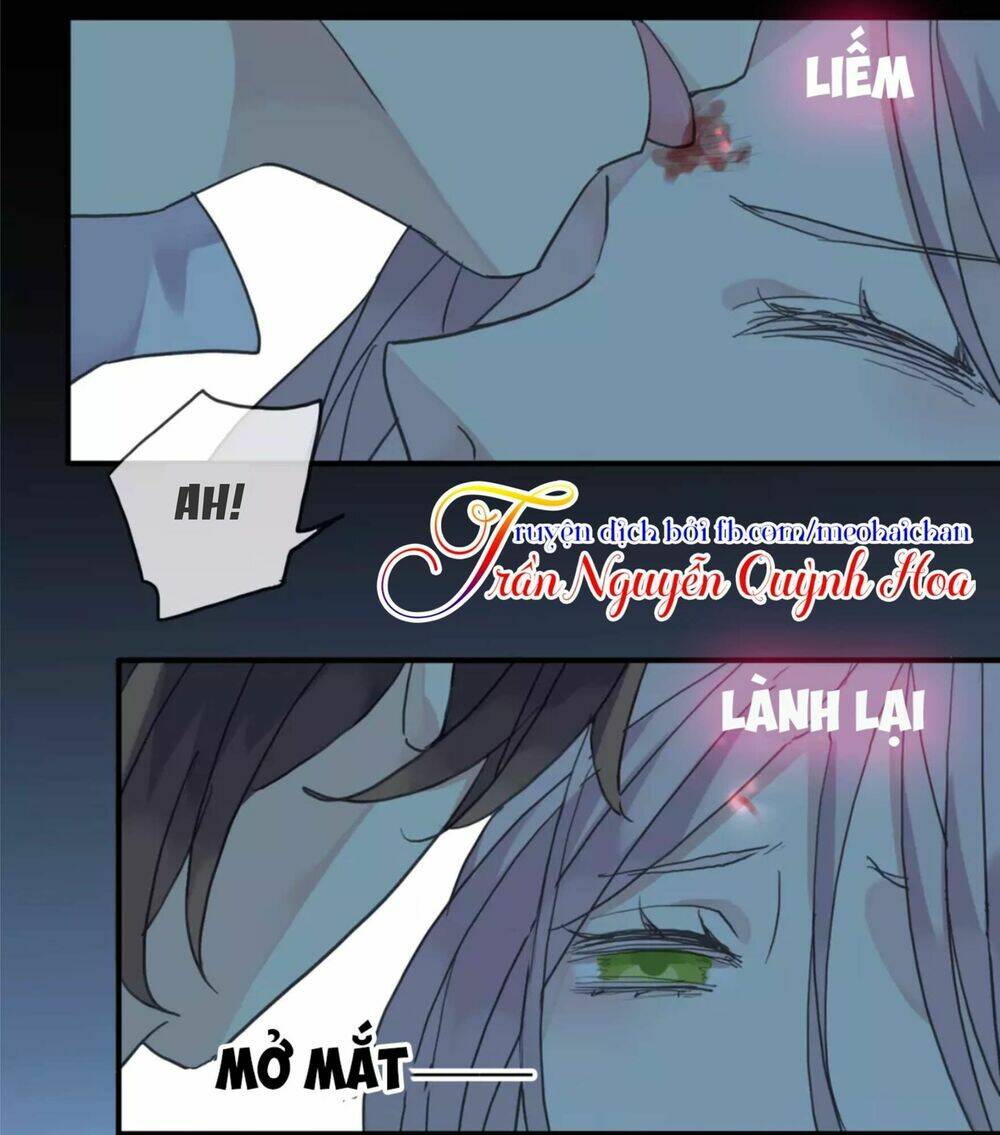 LIẾM
AH!
Truyện dịch bởi fb.com/meohaichan
Trần Nguyễn Quỳnh Hoa
LÀNH LẠI
MỞ MẮT——